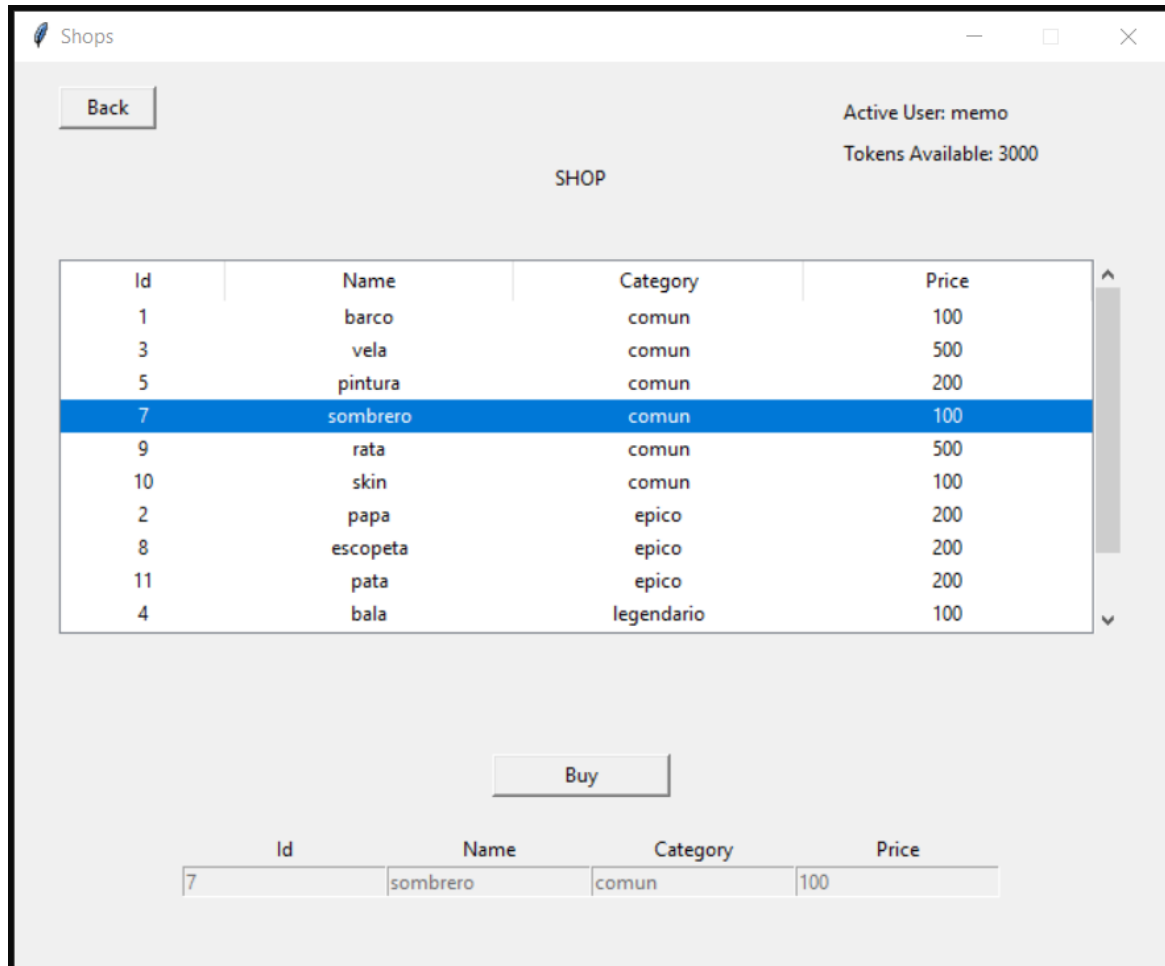 Shops
Back
Active User: memo
Tokens Available: 3000
SHOP
Id Name Category Price
1 barco comun 100
3 vela comun 500
5 pintura comun 200
7 sombrero comun 100
9 rata comun 500
10 skin comun 100
2 papa epico 200
8 escopeta epico 200
11 pata epico 200
4 bala legendario 100
Buy
Id Name Category Price
7 sombrero comun 100